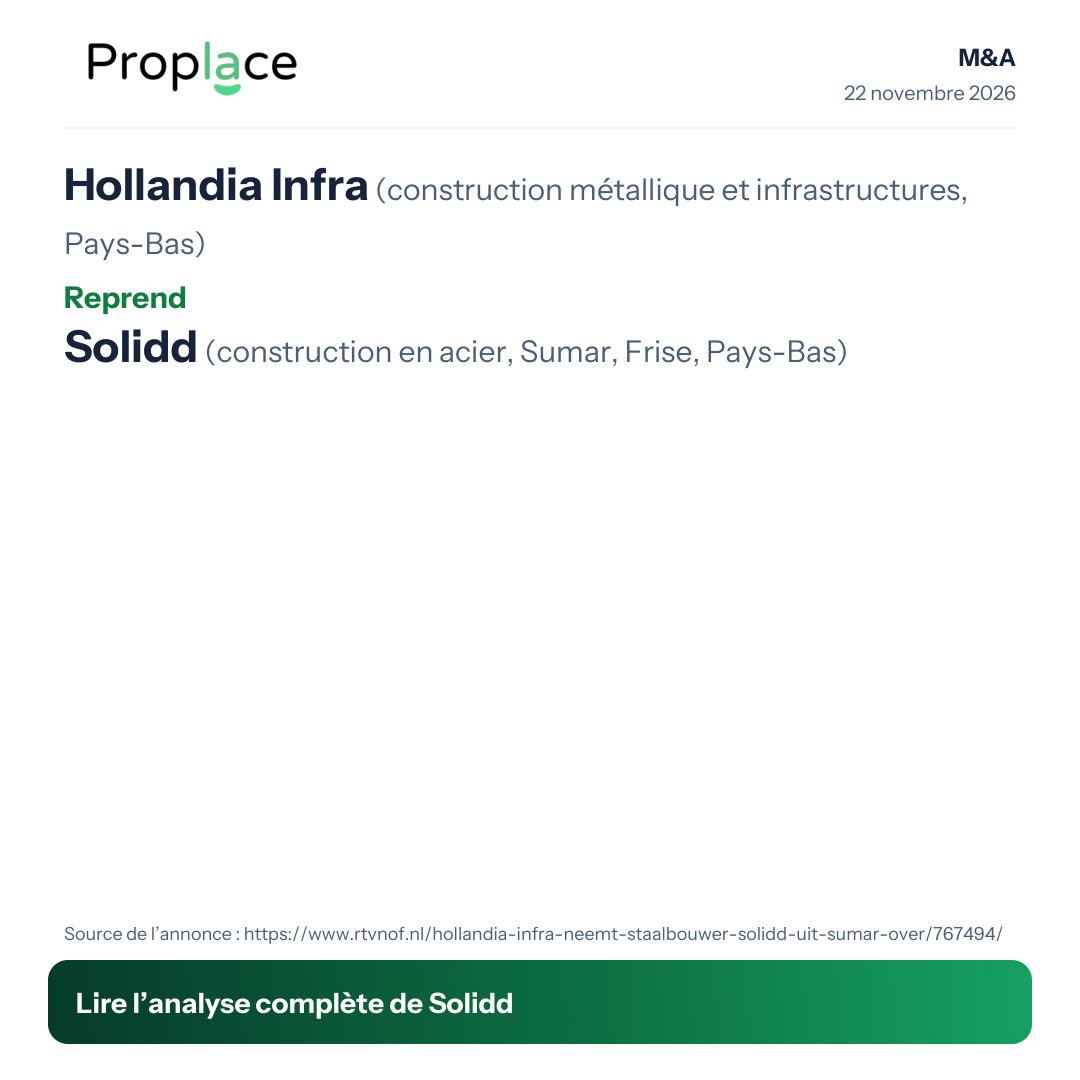 Proplace
M&A
22 novembre 2026
Hollandia Infra (construction métallique et infrastructures,
Pays-Bas)
Reprend
Solidd (construction en acier, Sumar, Frise, Pays-Bas)
Source de l’annonce : https://www.rtvnof.nl/hollandia-infra-neemt-staalbouwer-solidd-uit-sumar-over/767494/
Lire l’analyse complète de Solidd